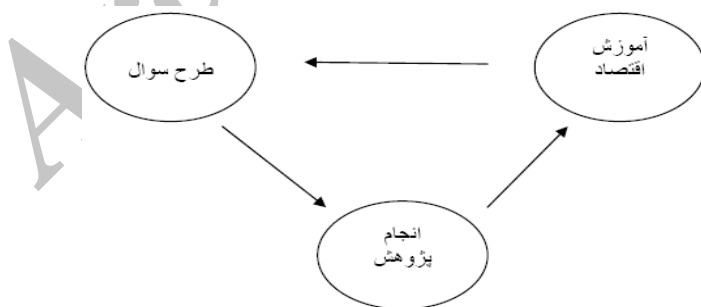 آموزش
اقتصاد
طرح سوال
انجام
پژوهش